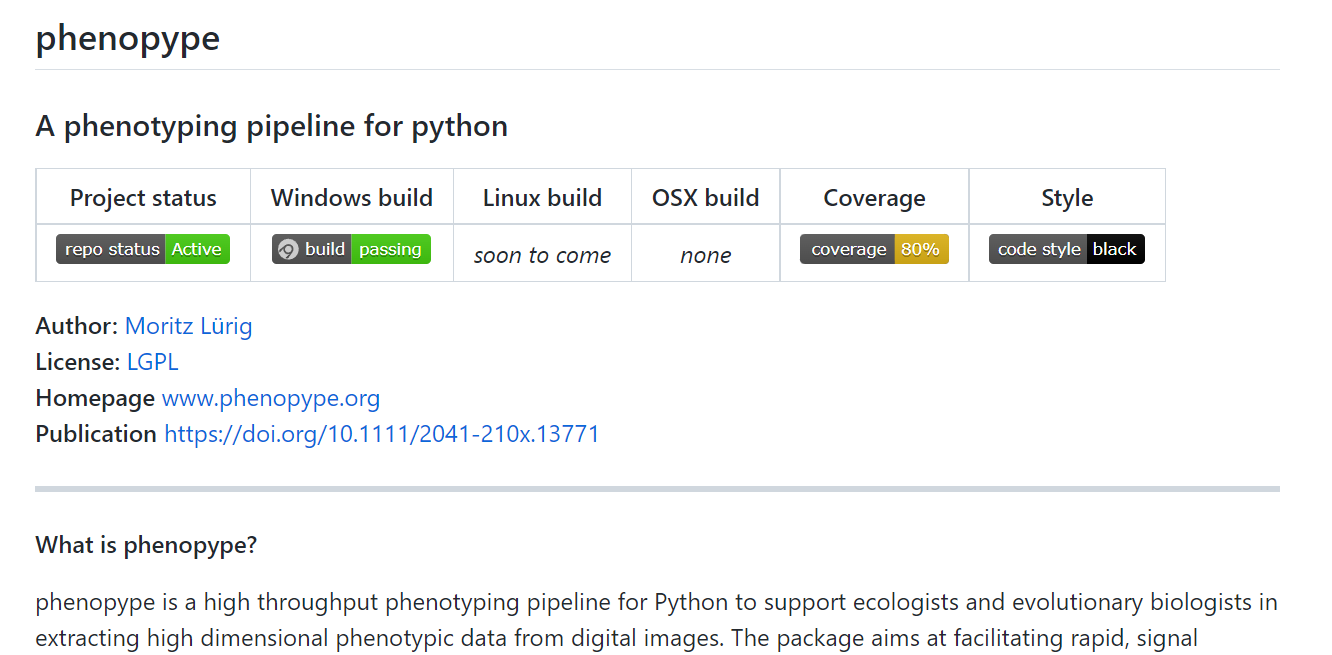 phenopype
A phenotyping pipeline for python
Project status Windows build Linux build OSX build Coverage Style
repo status Active build passing soon to come none coverage 80% code style black
Author: Moritz Lürig
License: LGPL
Homepage www.phenopype.org
Publication https://doi.org/10.1111/2041-210x.13771
What is phenopype?
phenopype is a high throughput phenotyping pipeline for Python to support ecologists and evolutionary biologists in
extracting high dimensional phenotypic data from digital images. The package aims at facilitating rapid, signal